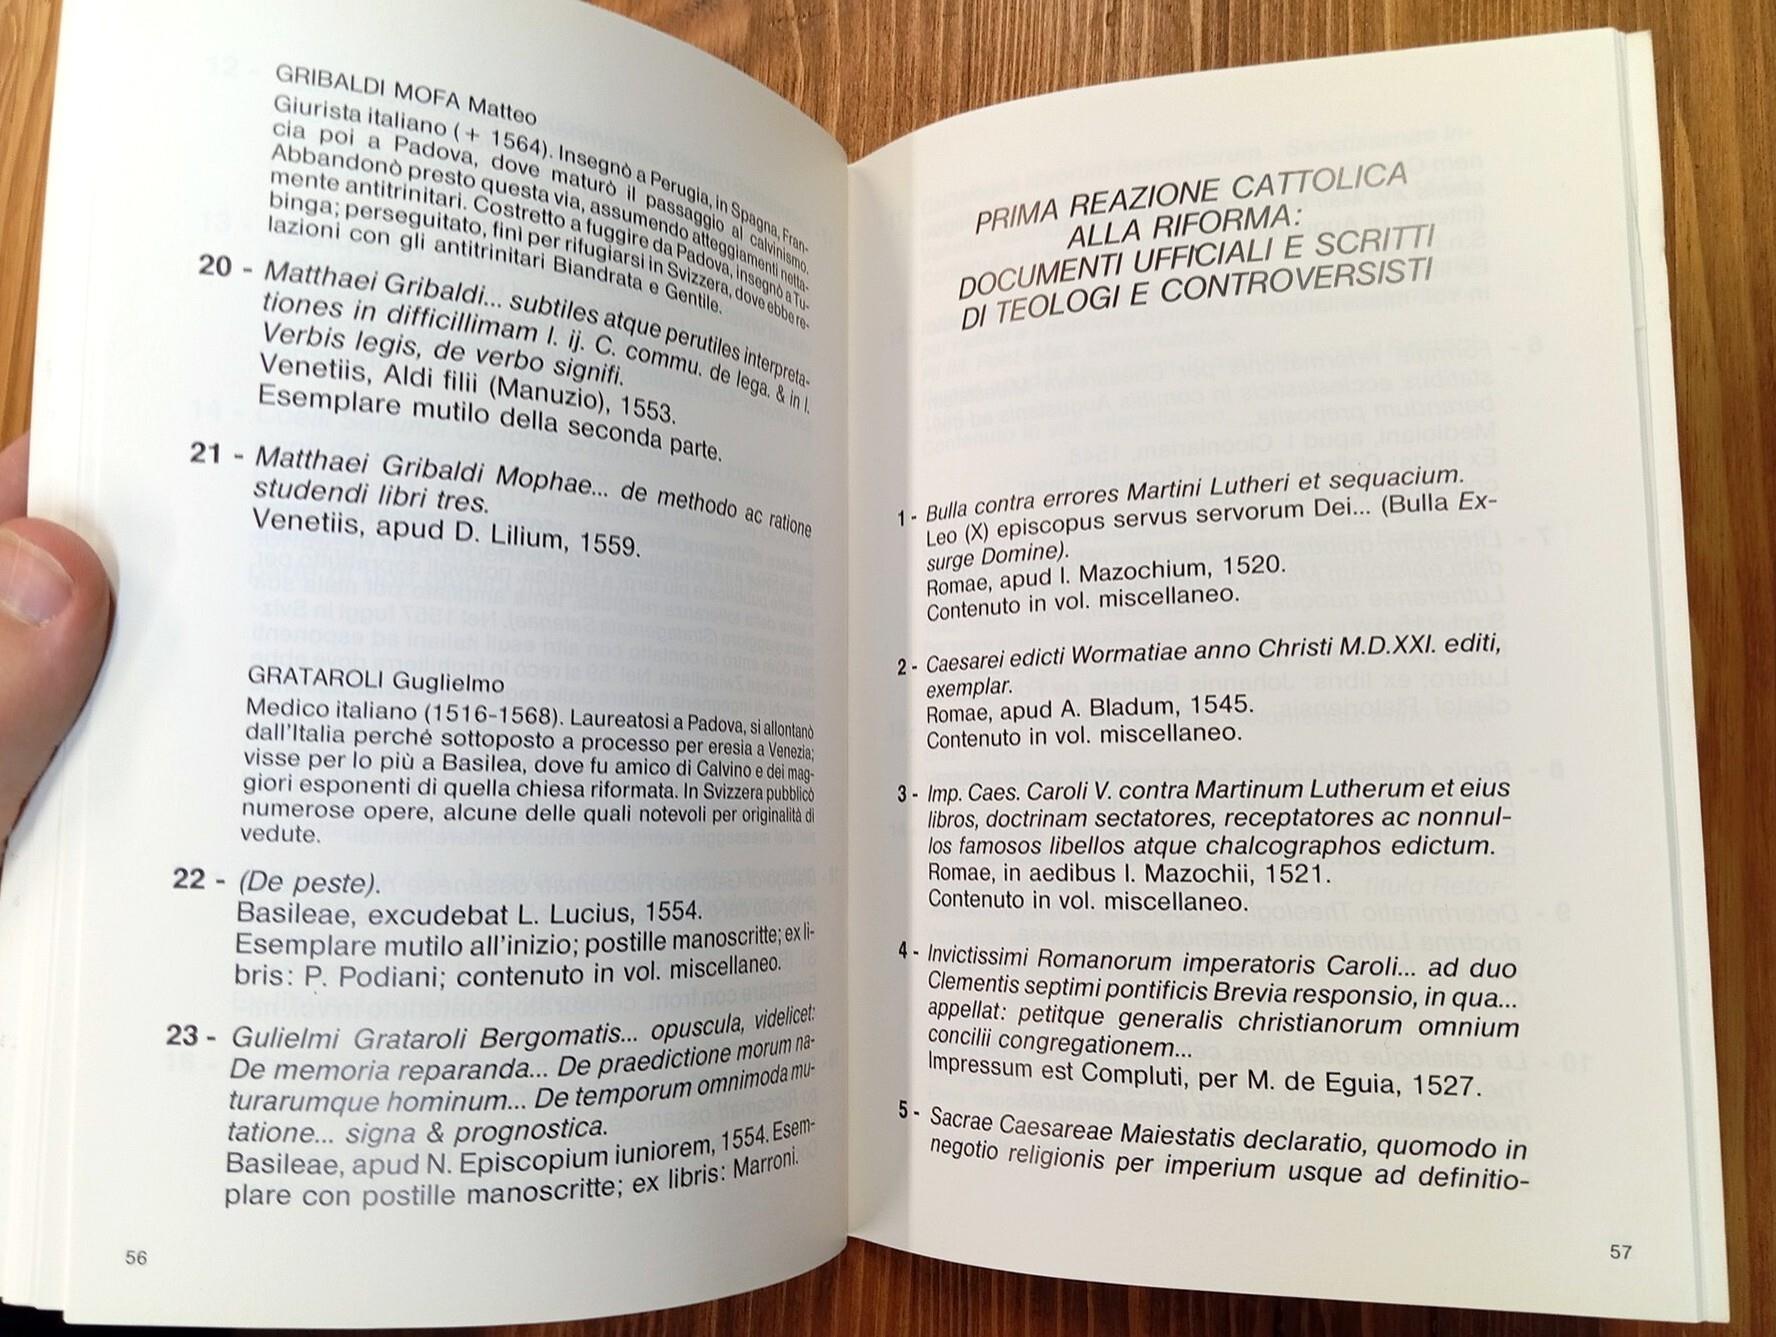 GRIBALDI MOFA Matteo
Giurista italiano (+ 1564). Insegnò a Perugia, in Spagna, Fran-
cia poi a Padova, dove maturò il passaggio al calvinismo.
Abbandonò presto questa via, assumendo atteggiamenti netta-
mente antitrinitari. Costretto a fuggire da Padova, insegnò a Tu-
binga; perseguitato, finì per rifugiarsi in Svizzera, dove ebbe re-
lazioni con gli antitrinitari Biandrata e Gentile.
20 - Matthaei Gribaldi... subtiles atque perutiles interpreta-
tiones in difficillimam l. ij. C. commu. de lega. & in l.
Verbis legis, de verbo signifi.
Venetiis, Aldi filii (Manuzio), 1553.
Esemplare mutilo della seconda parte.
21 - Matthaei Gribaldi Mophae... de methodo ac ratione
studendi libri tres.
Venetiis, apud D. Lilium, 1559.
GRATAROLI Guglielmo
Medico italiano (1516-1568). Laureatosi a Padova, si allontanò
dall'Italia perché sottoposto a processo per eresia a Venezia;
visse per lo più a Basilea, dove fu amico di Calvino e dei mag-
giori esponenti di quella chiesa riformata. In Svizzera pubblicò
numerose opere, alcune delle quali notevoli per originalità di
vedute.
22 - (De peste).
Basileae, excudebat L. Lucius, 1554.
Esemplare mutilo all'inizio; postille manoscritte; ex li-
bris: P. Podiani; contenuto in vol. miscellaneo.
23 - Gulielmi Grataroli Bergomatis... opuscula, videlicet:
De memoria reparanda... De praedictione morum na-
turarumque hominum... De temporum omnimoda mu-
tatione... signa & prognostica.
Basileae, apud N. Episcopium iuniorem, 1554. Esem-
plare con postille manoscritte; ex libris: Marroni.
56
PRIMA REAZIONE CATTOLICA
ALLA RIFORMA:
DOCUMENTI UFFICIALI E SCRITTI
DI TEOLOGI E CONTROVERSISTI
1 - Bulla contra errores Martini Lutheri et sequacium.
Leo (X) episcopus servus servorum Dei... (Bulla Ex-
surge Domine).
Romae, apud I. Mazochium, 1520.
Contenuto in vol. miscellaneo.
2 - Caesarei edicti Wormatiae anno Christi M.D.XXI. editi,
exemplar.
Romae, apud A. Bladum, 1545.
Contenuto in vol. miscellaneo.
3 - Imp. Caes. Caroli V. contra Martinum Lutherum et eius
libros, doctrinam sectatores, receptatores ac nonnul-
los famosos libellos atque chalcographos edictum.
Romae, in aedibus I. Mazochii, 1521.
Contenuto in vol. miscellaneo.
4 - Invictissimi Romanorum imperatoris Caroli... ad duo
Clementis septimi pontificis Brevia responsio, in qua...
appellat: petitque generalis christianorum omnium
concilii congregationem...
Impressum est Compluti, per M. de Eguia, 1527.
5 - Sacrae Caesareae Maiestatis declaratio, quomodo in
negotio religionis per imperium usque ad definitio-
57